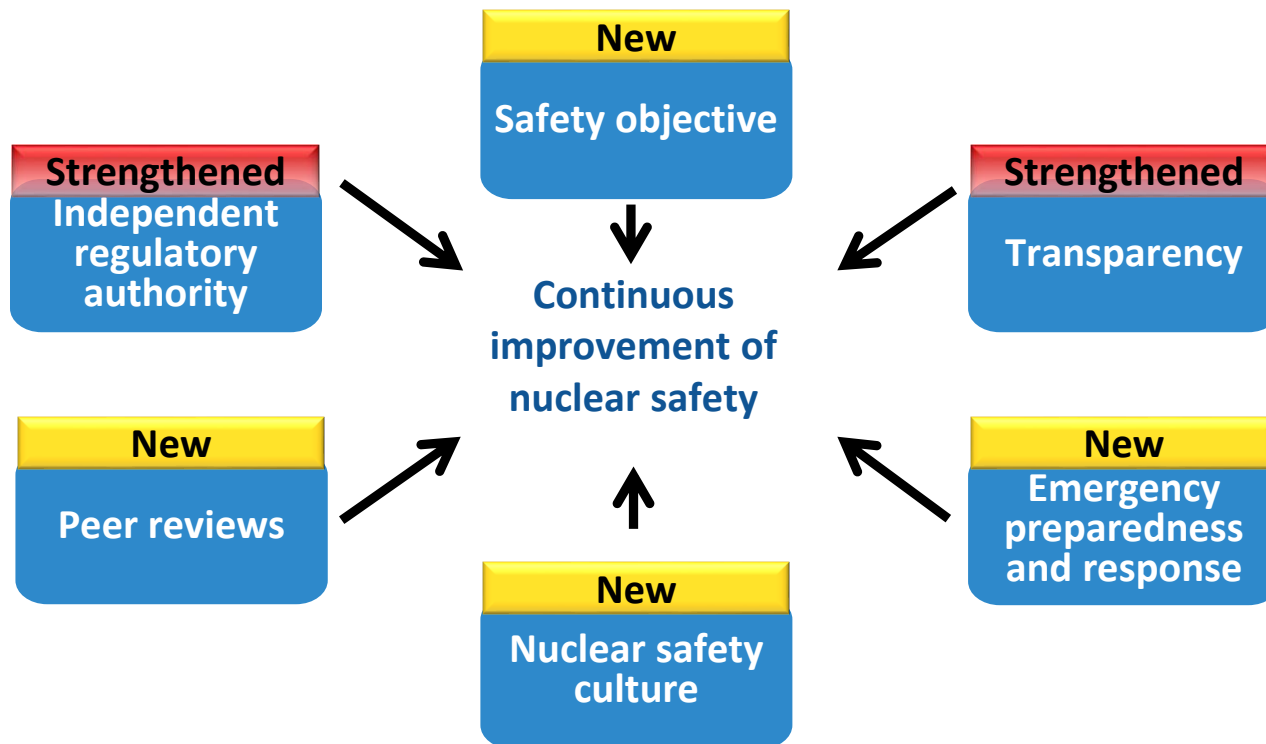 New
Safety objective
Strengthened
Independent
regulatory
authority
Strengthened
Transparency
Continuous
improvement of
nuclear safety
New
Peer reviews
New
Emergency
preparedness
and response
New
Nuclear safety
culture